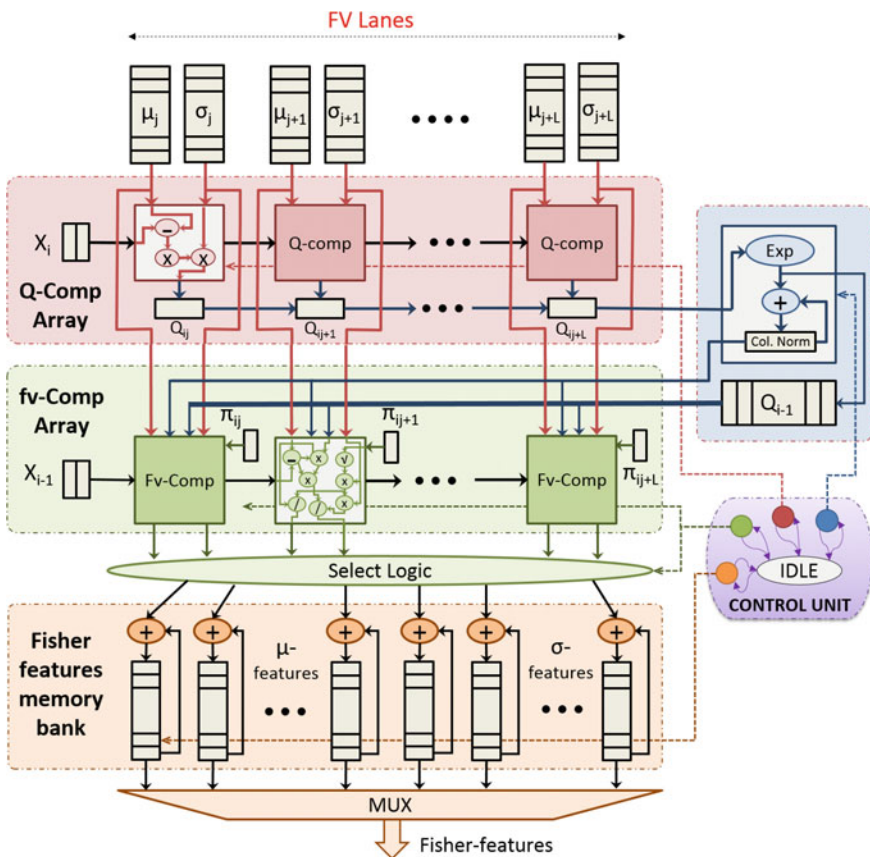 FV Lanes
μj σj μj+1 σj+1 μj+L σj+L
Xi
− x x
Q-comp
Q-comp
Q-Comp
Array
Qij Qij+1 Qij+L
Exp
+
Col. Norm
Qi-1
fv-Comp
Array
πij πij+1 πij+L
Xi-1
Fv-Comp
− x √ x x / / x
Fv-Comp
Select Logic
IDLE
CONTROL UNIT
+ + + + + +
Fisher
features
memory
bank
μ-
features
σ-
features
MUX
Fisher-features